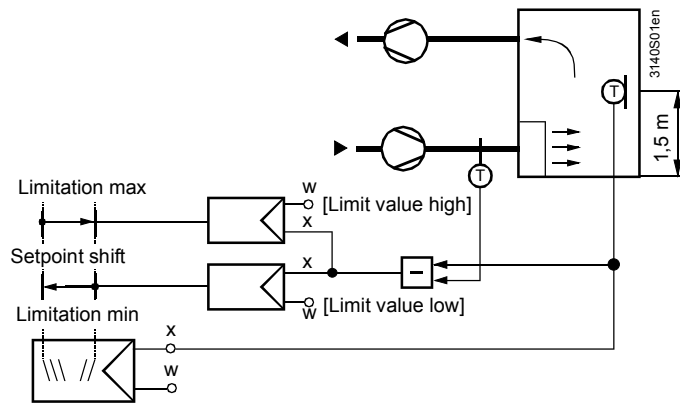 3140S01en
T
1,5 m
T
Limitation max
w
[Limit value high]
x
Setpoint shift
x
−
w
[Limit value low]
Limitation min
x
w